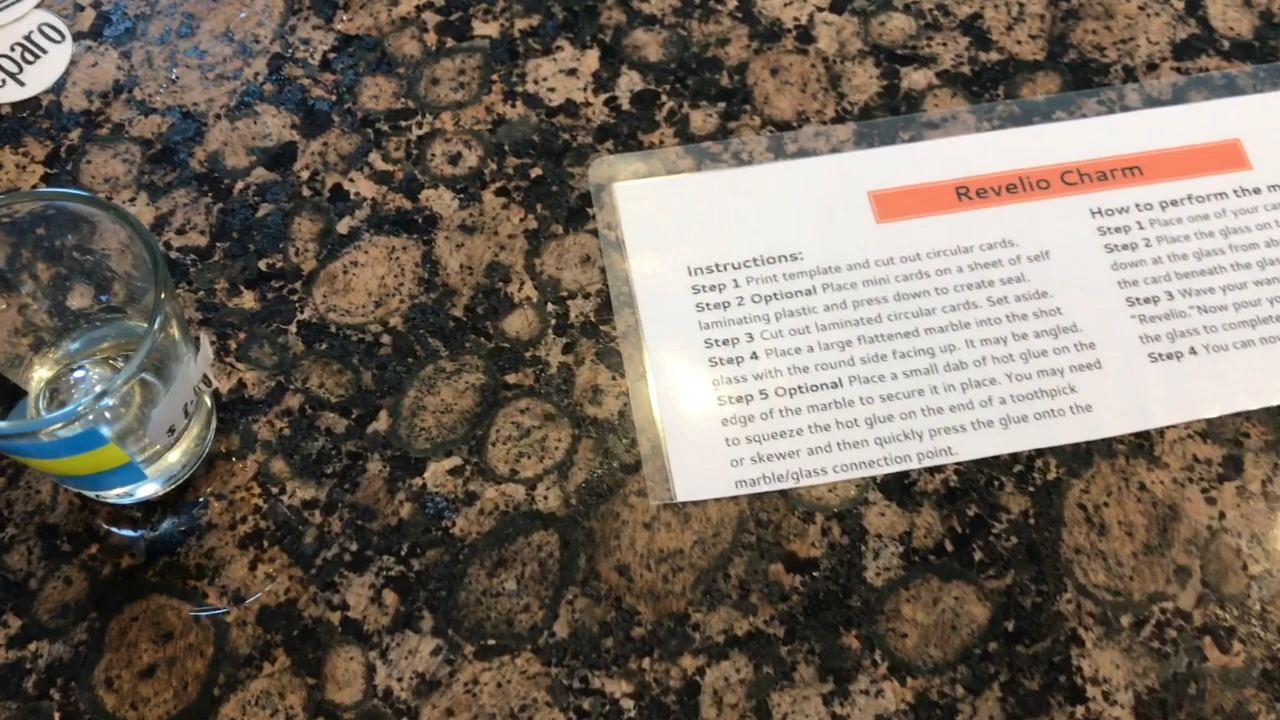 eparo
Revelio Charm
Instructions:
Step 1 Print template and cut out circular cards.
Step 2 Optional Place mini cards on a sheet of self
laminating plastic and press down to create seal.
Step 3 Cut out laminated circular cards. Set aside.
Step 4 Place a large flattened marble into the shot
glass with the round side facing up. It may be angled.
Step 5 Optional Place a small dab of hot glue on the
edge of the marble to secure it in place. You may need
to squeeze the hot glue on the end of a toothpick
or skewer and then quickly press the glue onto the
marble/glass connection point.
How to perform the m
Step 1 Place one of your car
Step 2 Place the glass on
down at the glass from ab
the card beneath the glas
Step 3 Wave your wan
"Revelio." Now pour y
the glass to complete
Step 4 You can now